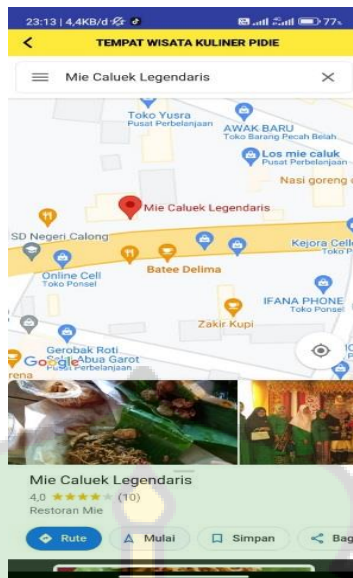 23:13 | 4,4KB/d
77%
TEMPAT WISATA KULINER PIDIE
Mie Caluek Legendaris
Toko Yusra
Pusat Perbelanjaan
AWAK BARU
Toko Barang Pecah Belah
Los mie caluk
Pusat Perbelanjaan
Nasi goreng
Mie Caluek Legendaris
SD Negeri Calong
Kejora Cell
Toko P
Batee Delima
Online Cell
Toko Ponsel
IFANA PHONE
Toko Ponsel
Zakir Kupi
Gerobak Roti
Abua Garot
Pusat Perbelanjaan
Google
rena
Mie Caluek Legendaris
4,0 ★★★★★ (10)
Restoran Mie
Rute
Mulai
Simpan
Bag